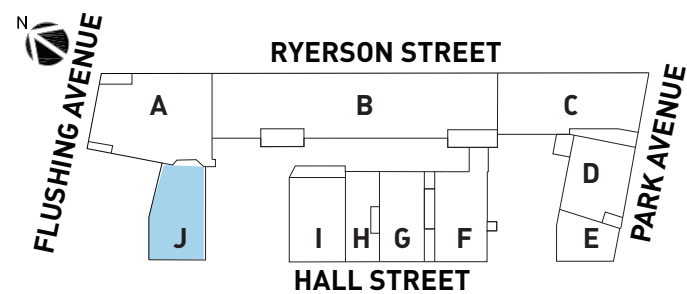 N
RYERSON STREET
FLUSHING AVENUE
A
B
C
PARK AVENUE
D
J
I
H
G
F
E
HALL STREET